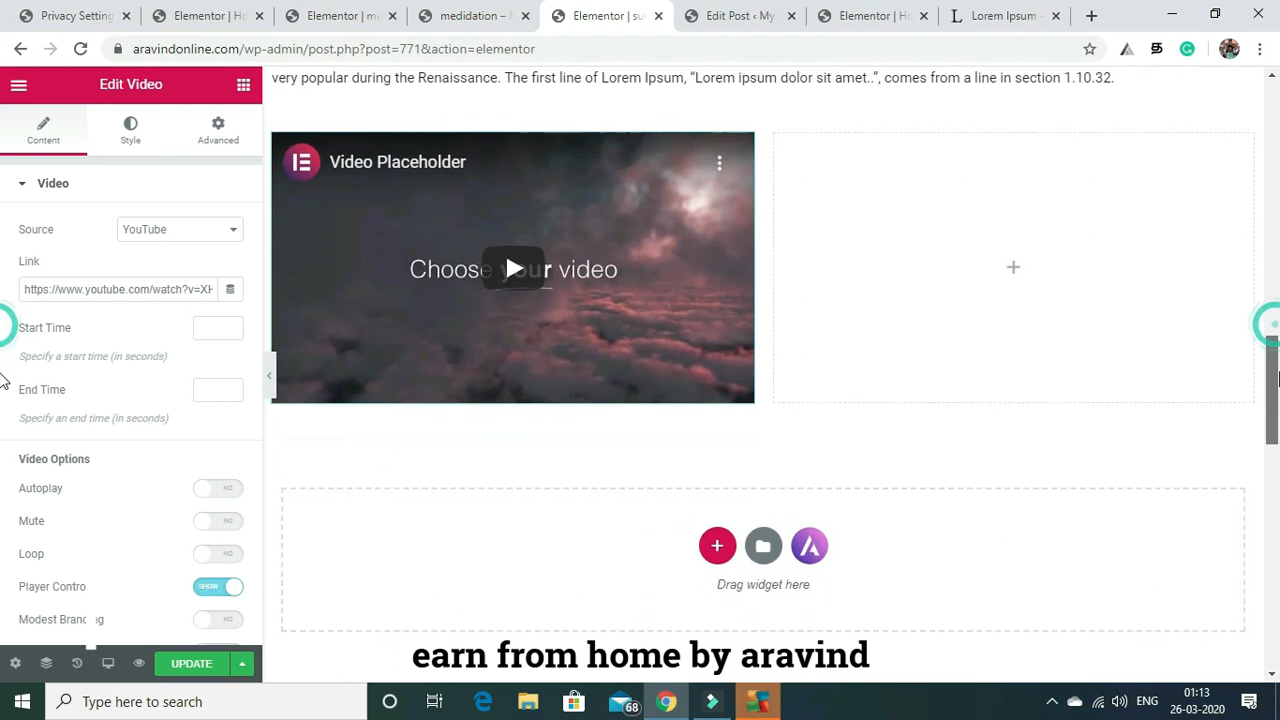 Privacy Setting
Elementor | Ho
Elementor | m
medidation – M
Elementor | su
Edit Post ‹ My
Elementor | Ho
Lorem Ipsum -
aravindonline.com/wp-admin/post.php?post=771&action=elementor
Edit Video
very popular during the Renaissance. The first line of Lorem Ipsum, “Lorem ipsum dolor sit amet..”, comes from a line in section 1.10.32.
Content
Style
Advanced
Video
Video Placeholder
Source
YouTube
Link
Choose your video
https://www.youtube.com/watch?v=XH
Start Time
Specify a start time (in seconds)
End Time
Specify an end time (in seconds)
Video Options
Autoplay
NO
Mute
NO
Loop
NO
Player Contro
SHOW
Modest Branding
NO
Drag widget here
UPDATE
earn from home by aravind
Type here to search
68
ENG
01:13
26-03-2020